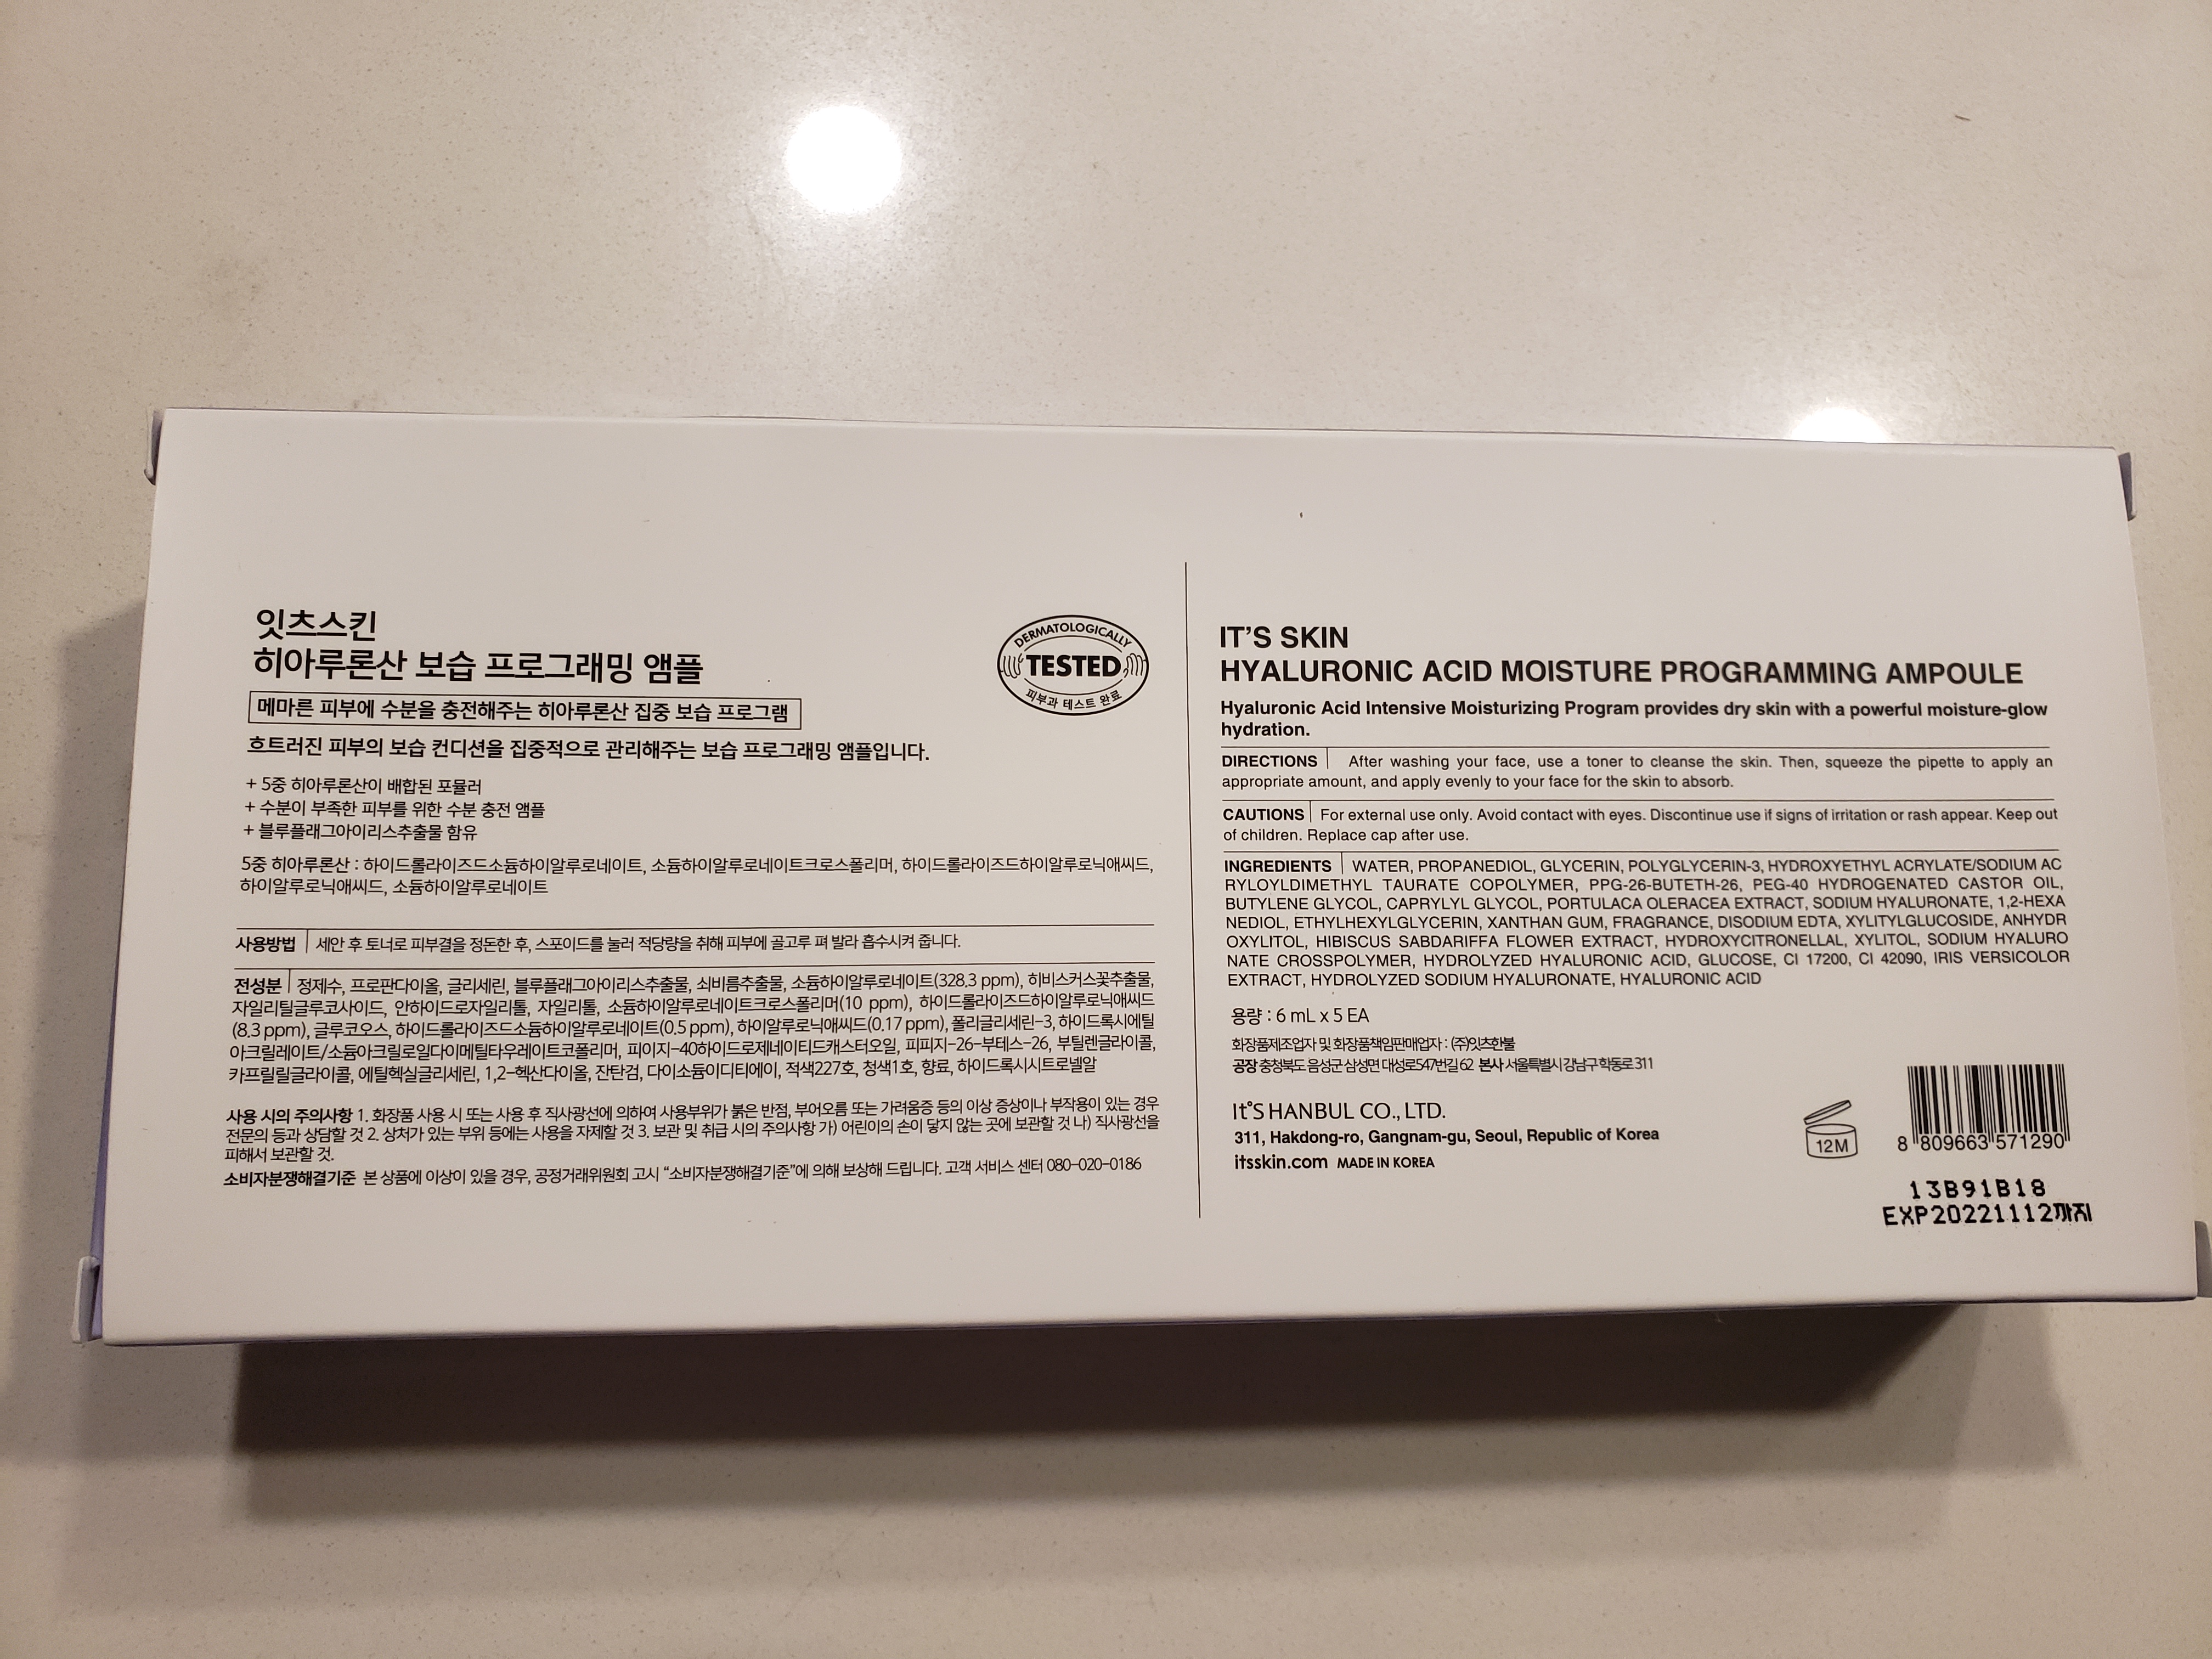 잇츠스킨
히아루론산 보습 프로그래밍 앰플
메마른 피부에 수분을 충전해주는 히아루론산 집중 보습 프로그램
흐트러진 피부의 보습 컨디션을 집중적으로 관리해주는 보습 프로그래밍 앰플입니다.
+ 5중 히아루론산이 배합된 포뮬러
+ 수분이 부족한 피부를 위한 수분 충전 앰플
+ 블루플래그아이리스추출물 함유
5중 히아루론산 : 하이드롤라이즈드소듐하이알루로네이트, 소듐하이알루로네이트크로스폴리머, 하이드롤라이즈드하이알루로닉애씨드,
하이알루로닉애씨드, 소듐하이알루로네이트
사용방법 세안 후 토너로 피부결을 정돈한 후, 스포이드를 눌러 적당량을 취해 피부에 골고루 펴 발라 흡수시켜 줍니다.
전성분 정제수, 프로판다이올, 글리세린, 블루플래그아이리스추출물, 쇠비름추출물, 소듐하이알루로네이트(328.3 ppm), 히비스커스꽃추출물,
자일리틸글루코사이드, 안하이드로자일리톨, 자일리톨, 소듐하이알루로네이트크로스폴리머(10 ppm), 하이드롤라이즈드하이알루로닉애씨드
(8.3 ppm), 글루코오스, 하이드롤라이즈드소듐하이알루로네이트(0.5 ppm), 하이알루로닉애씨드(0.17 ppm), 폴리글리세린-3, 하이드록시에틸
아크릴레이트/소듐아크릴로일다이메틸타우레이트코폴리머, 피이지-40하이드로제네이티드캐스터오일, 피피지-26-부테스-26, 부틸렌글라이콜,
카프릴릴글라이콜, 에틸헥실글리세린, 1,2-헥산다이올, 잔탄검, 다이소듐이디티에이, 적색227호, 청색1호, 향료, 하이드록시시트로넬알
사용 시의 주의사항 1. 화장품 사용 시 또는 사용 후 직사광선에 의하여 사용부위가 붉은 반점, 부어오름 또는 가려움증 등의 이상 증상이나 부작용이 있는 경우
전문의 등과 상담할 것 2. 상처가 있는 부위 등에는 사용을 자제할 것 3. 보관 및 취급 시의 주의사항 가) 어린이의 손이 닿지 않는 곳에 보관할 것 나) 직사광선을
피해서 보관할 것.
소비자분쟁해결기준 본 상품에 이상이 있을 경우, 공정거래위원회 고시 "소비자분쟁해결기준"에 의해 보상해 드립니다. 고객 서비스 센터 080-020-0186
DERMATOLOGICALLY
TESTED
피부과 테스트 완료
IT'S SKIN
HYALURONIC ACID MOISTURE PROGRAMMING AMPOULE
Hyaluronic Acid Intensive Moisturizing Program provides dry skin with a powerful moisture-glow
hydration.
DIRECTIONS After washing your face, use a toner to cleanse the skin. Then, squeeze the pipette to apply an
appropriate amount, and apply evenly to your face for the skin to absorb.
CAUTIONS For external use only. Avoid contact with eyes. Discontinue use if signs of irritation or rash appear. Keep out
of children. Replace cap after use.
INGREDIENTS WATER, PROPANEDIOL, GLYCERIN, POLYGLYCERIN-3, HYDROXYETHYL ACRYLATE/SODIUM AC
RYLOYLDIMETHYL TAURATE COPOLYMER, PPG-26-BUTETH-26, PEG-40 HYDROGENATED CASTOR OIL,
BUTYLENE GLYCOL, CAPRYLYL GLYCOL, PORTULACA OLERACEA EXTRACT, SODIUM HYALURONATE, 1,2-HEXA
NEDIOL, ETHYLHEXYLGLYCERIN, XANTHAN GUM, FRAGRANCE, DISODIUM EDTA, XYLITYLGLUCOSIDE, ANHYDR
OXYLITOL, HIBISCUS SABDARIFFA FLOWER EXTRACT, HYDROXYCITRONELLAL, XYLITOL, SODIUM HYALURO
NATE CROSSPOLYMER, HYDROLYZED HYALURONIC ACID, GLUCOSE, CI 17200, CI 42090, IRIS VERSICOLOR
EXTRACT, HYDROLYZED SODIUM HYALURONATE, HYALURONIC ACID
용량 : 6 mL x 5 EA
화장품제조업자 및 화장품책임판매업자 : (주)잇츠한불
공장 충청북도 음성군 삼성면 대성로547번길 62 본사 서울특별시 강남구 학동로 311
It'S HANBUL CO., LTD.
311, Hakdong-ro, Gangnam-gu, Seoul, Republic of Korea
itsskin.com MADE IN KOREA
12M
8 809663 571290
13B91B18
EXP20221112까지